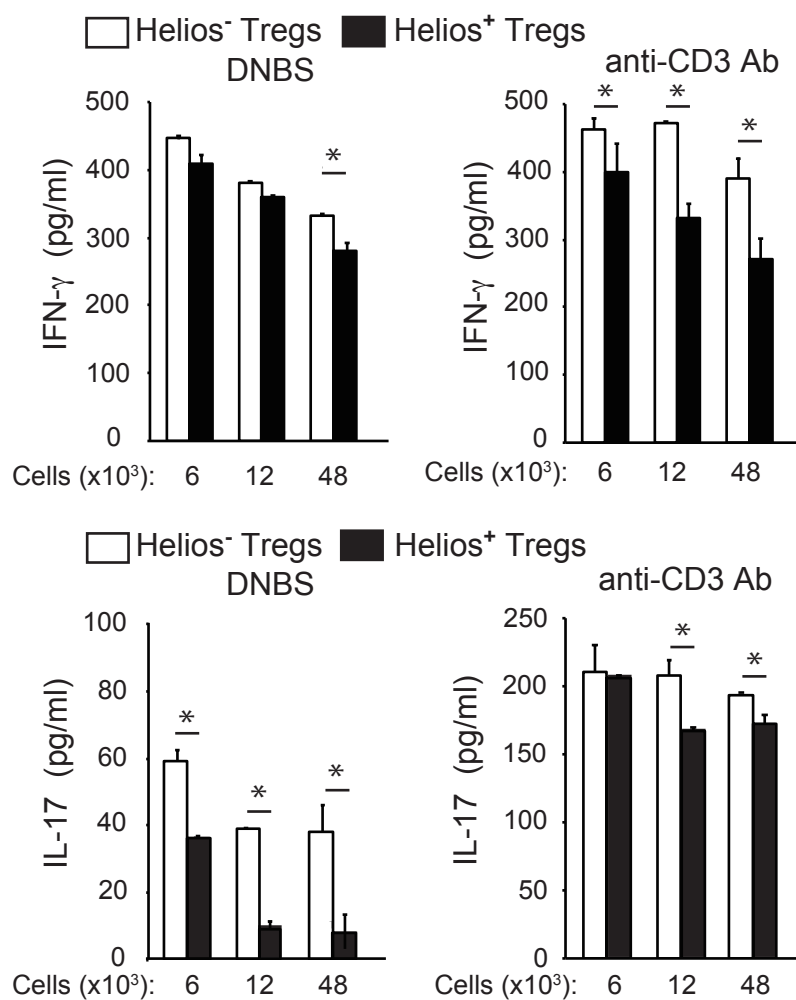 Helios⁻ Tregs Helios⁺ Tregs
DNBS
anti-CD3 Ab
IFN-γ (pg/ml)
500
400
300
200
100
0
*
Cells (x10³): 6 12 48
IFN-γ (pg/ml)
500
400
300
200
100
0
* * *
Cells (x10³): 6 12 48
Helios⁻ Tregs Helios⁺ Tregs
DNBS
anti-CD3 Ab
IL-17 (pg/ml)
100
80
60
40
20
0
* * *
Cells (x10³): 6 12 48
IL-17 (pg/ml)
250
200
150
100
50
0
* *
Cells (x10³): 6 12 48